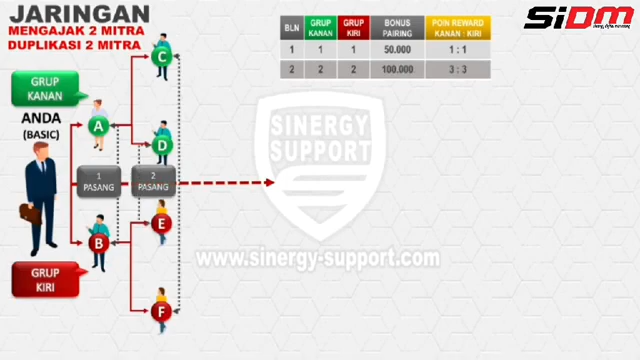 JARINGAN
MENGAJAK 2 MITRA
DUPLIKASI 2 MITRA
GRUP
KANAN
ANDA
(BASIC)
A
B
C
D
E
F
1
PASANG
2
PASANG
GRUP
KIRI
BLN GRUP KANAN GRUP KIRI BONUS PAIRING POIN REWARD KANAN : KIRI
1 1 1 50.000 1 : 1
2 2 2 100.000 3 : 3
SINERGY
SUPPORT
www.sinergy-support.com
SiDM